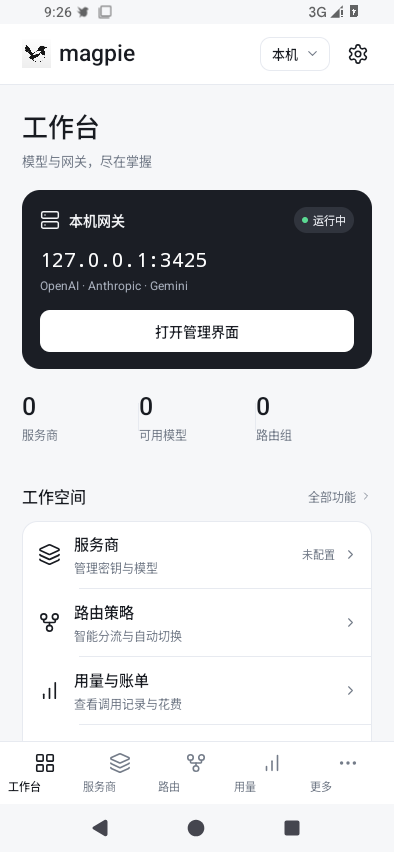 9:26
3G
magpie
本机
工作台
模型与网关，尽在掌握
本机网关
运行中
127.0.0.1:3425
OpenAI · Anthropic · Gemini
打开管理界面
0
0
0
服务商
可用模型
路由组
工作空间
全部功能
服务商
管理密钥与模型
未配置
路由策略
智能分流与自动切换
用量与账单
查看调用记录与花费
工作台
服务商
路由
用量
更多